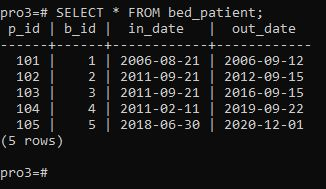 pro3=# SELECT * FROM bed_patient;
 p_id | b_id |  in_date   |  out_date
------+------+------------+------------
  101 |    1 | 2006-08-21 | 2006-09-12
  102 |    2 | 2011-09-21 | 2012-09-15
  103 |    3 | 2011-09-21 | 2016-09-15
  104 |    4 | 2011-02-11 | 2019-09-22
  105 |    5 | 2018-06-30 | 2020-12-01
(5 rows)
pro3=#